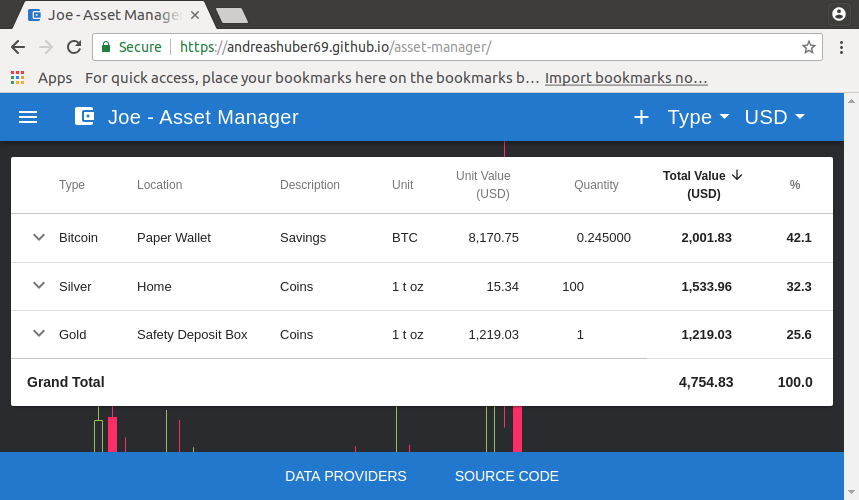 Joe - Asset Manager
Secure
https://andreashuber69.github.io/asset-manager/
Apps For quick access, place your bookmarks here on the bookmarks b... Import bookmarks no...
Joe - Asset Manager + Type USD
Type Location Description Unit Unit Value (USD) Quantity Total Value (USD) %
Bitcoin Paper Wallet Savings BTC 8,170.75 0.245000 2,001.83 42.1
Silver Home Coins 1 t oz 15.34 100 1,533.96 32.3
Gold Safety Deposit Box Coins 1 t oz 1,219.03 1 1,219.03 25.6
Grand Total 4,754.83 100.0
DATA PROVIDERS SOURCE CODE